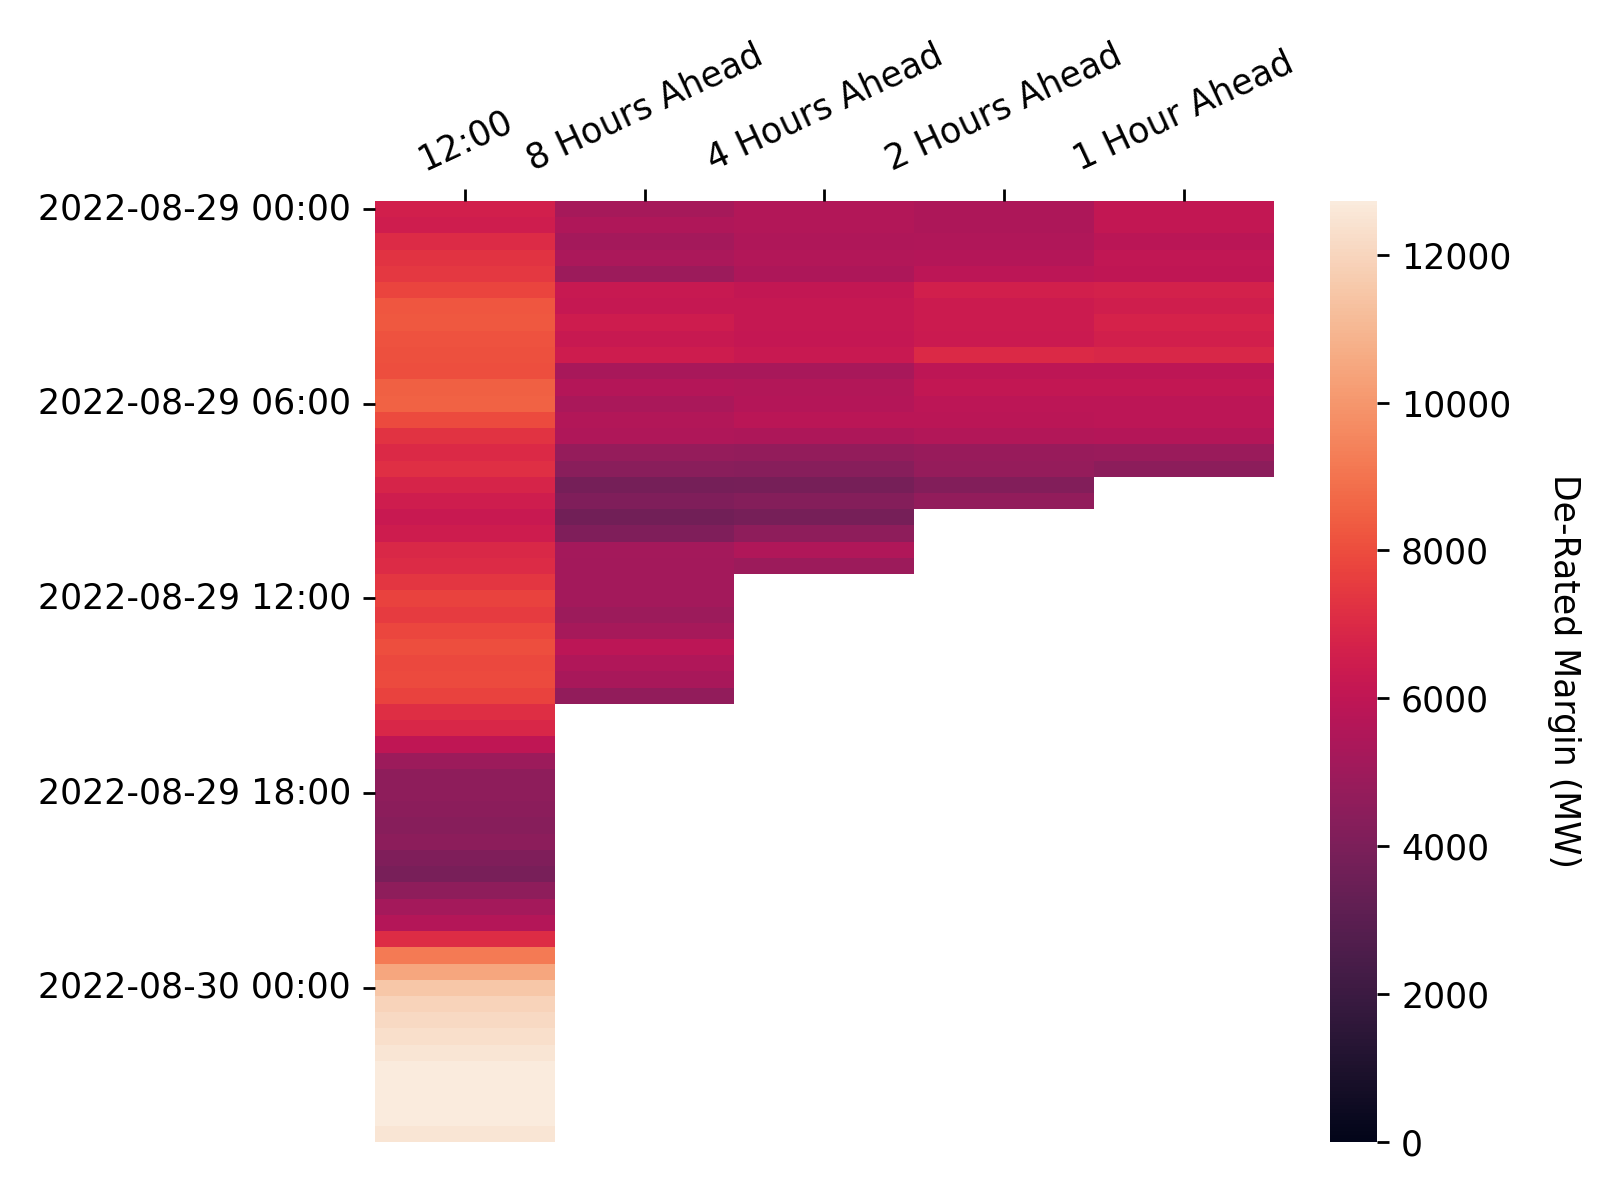 12:00
8 Hours Ahead
4 Hours Ahead
2 Hours Ahead
1 Hour Ahead
2022-08-29 00:00
2022-08-29 06:00
2022-08-29 12:00
2022-08-29 18:00
2022-08-30 00:00
12000
10000
8000
6000
4000
2000
0
De-Rated Margin (MW)